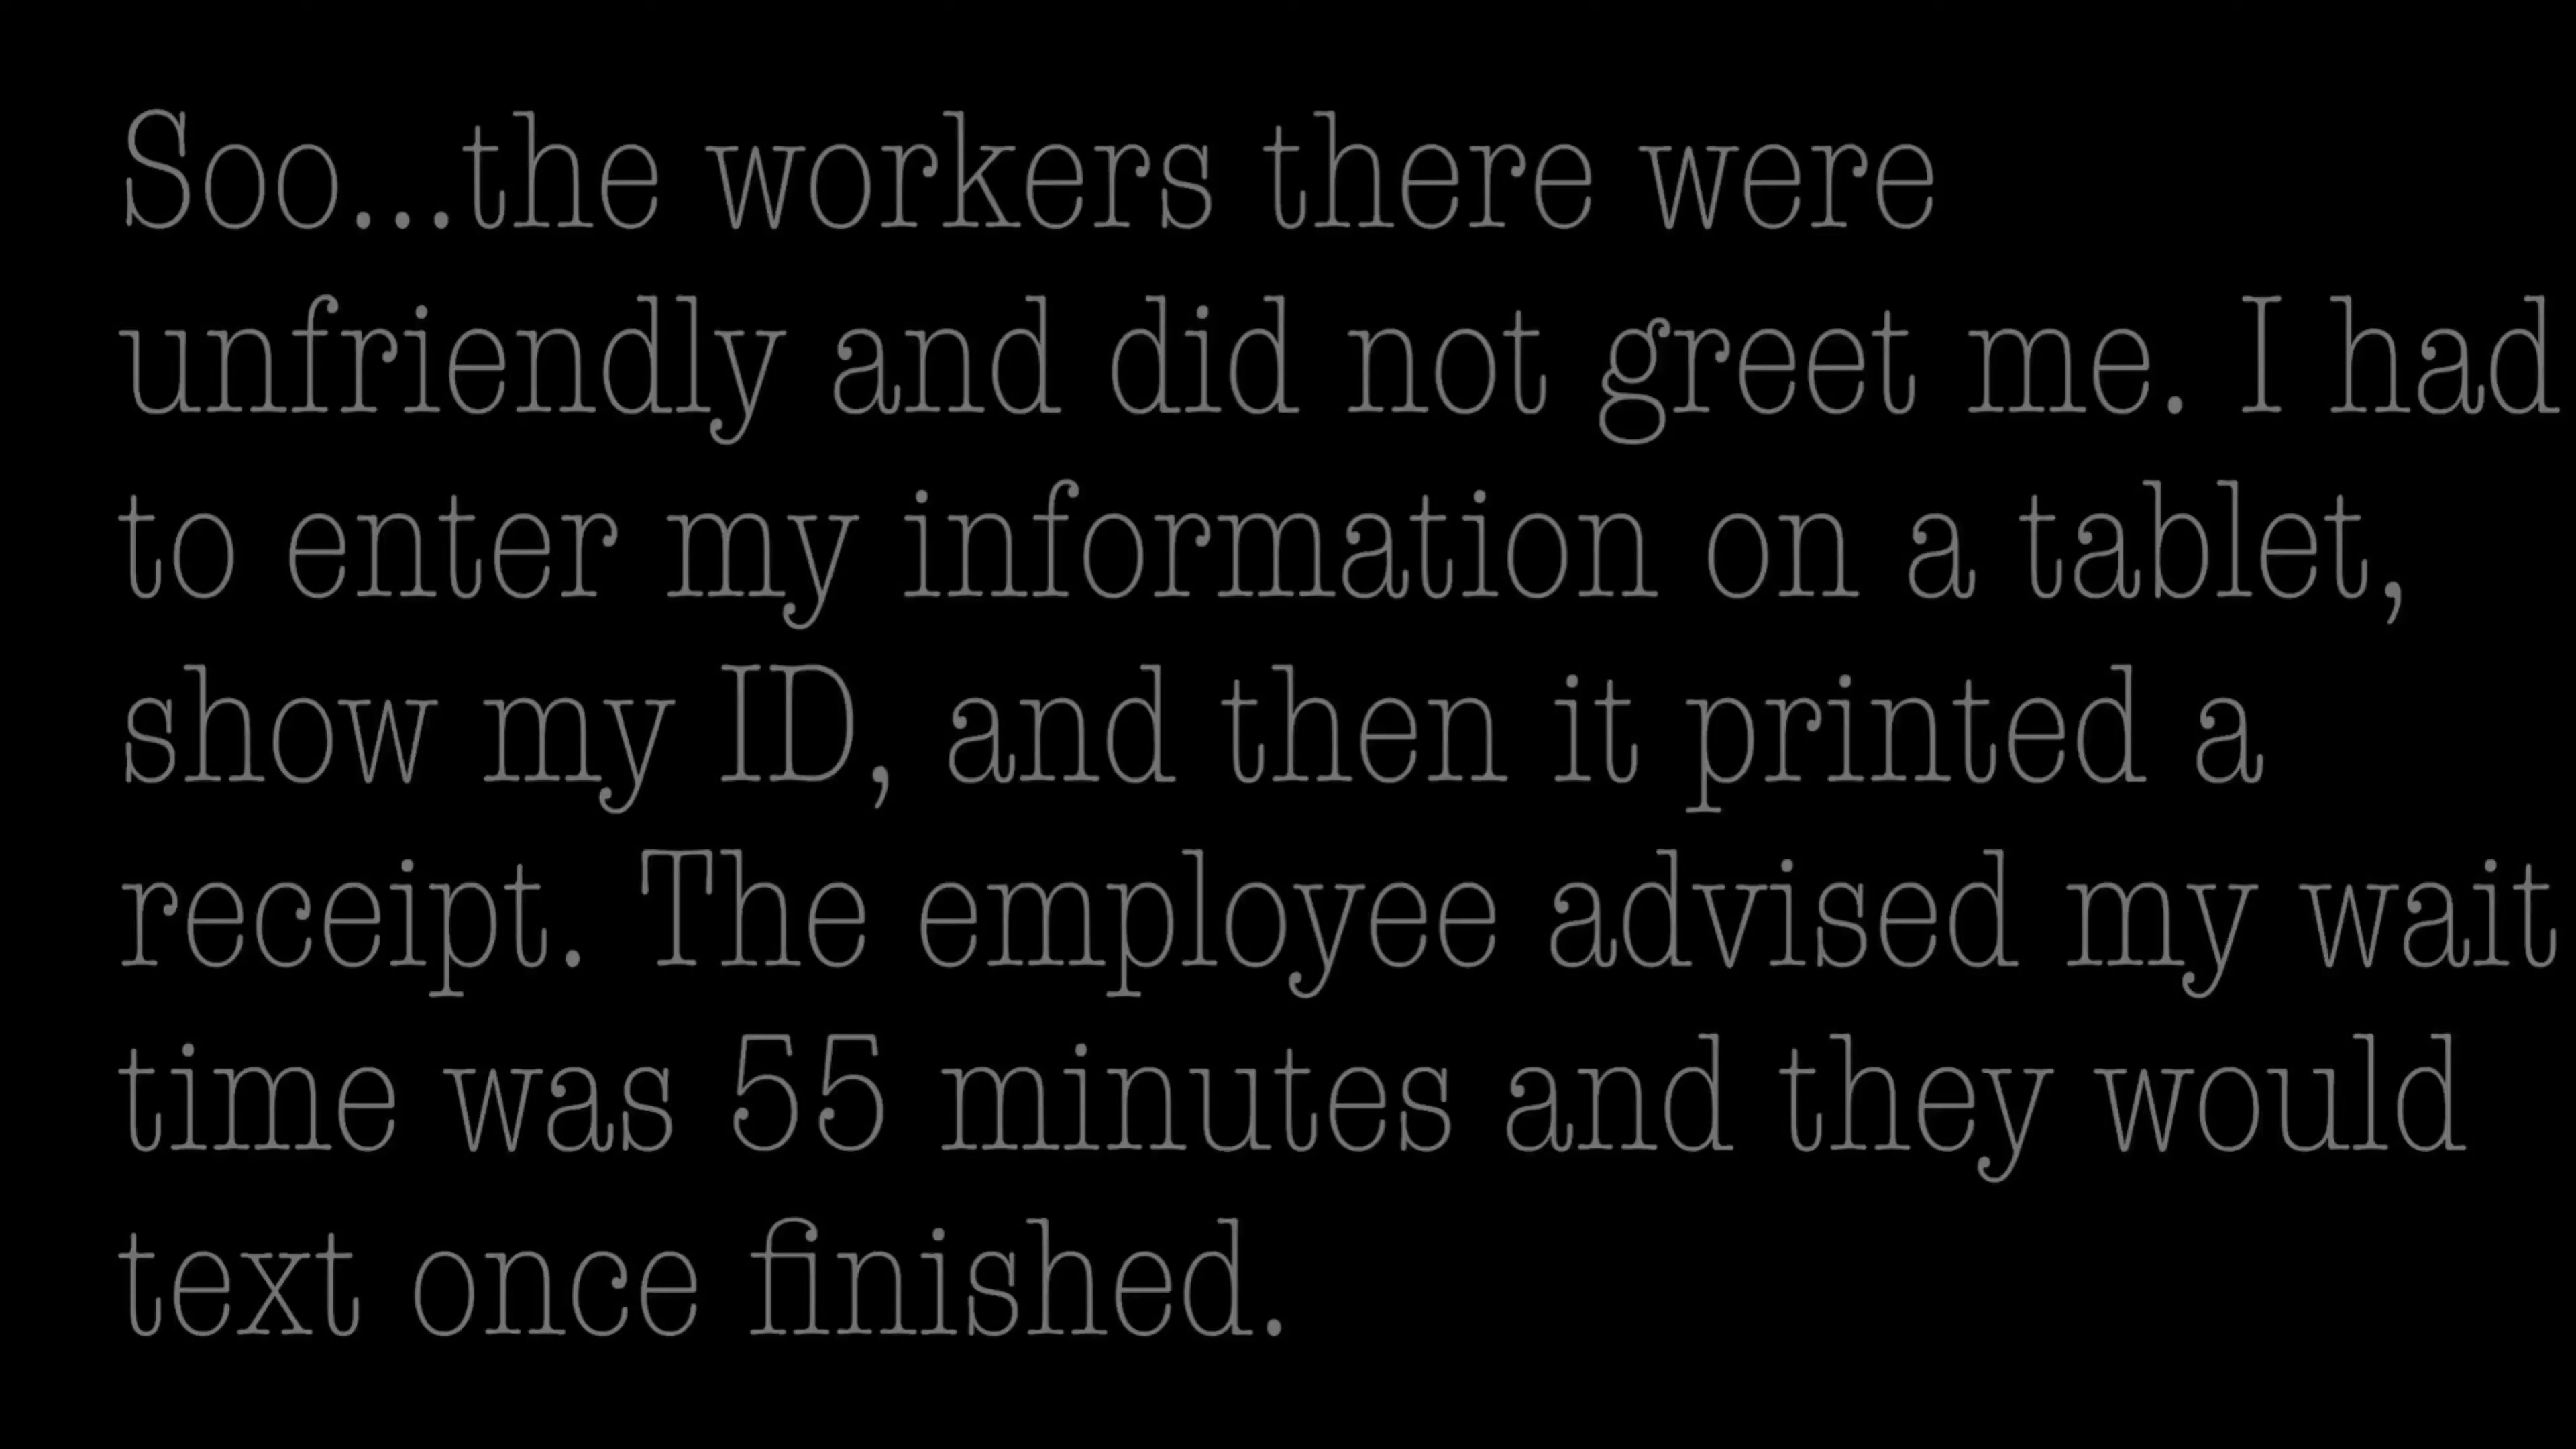 Soo...the workers there were
unfriendly and did not greet me. I had
to enter my information on a tablet,
show my ID, and then it printed a
receipt. The employee advised my wait
time was 55 minutes and they would
text once finished.